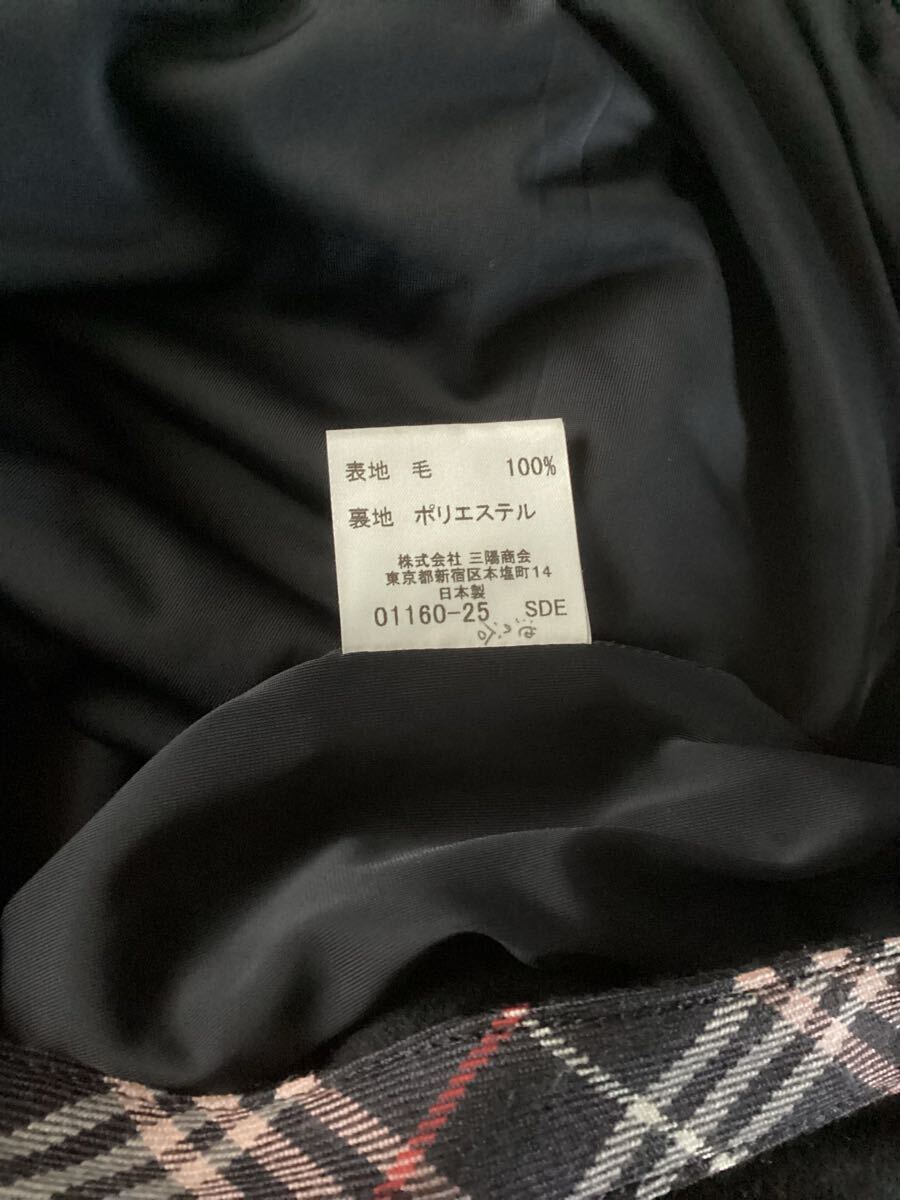 表地 毛 100%
裏地 ポリエステル
株式会社 三陽商会
東京都新宿区本塩町14
日本製
01160-25 SDE